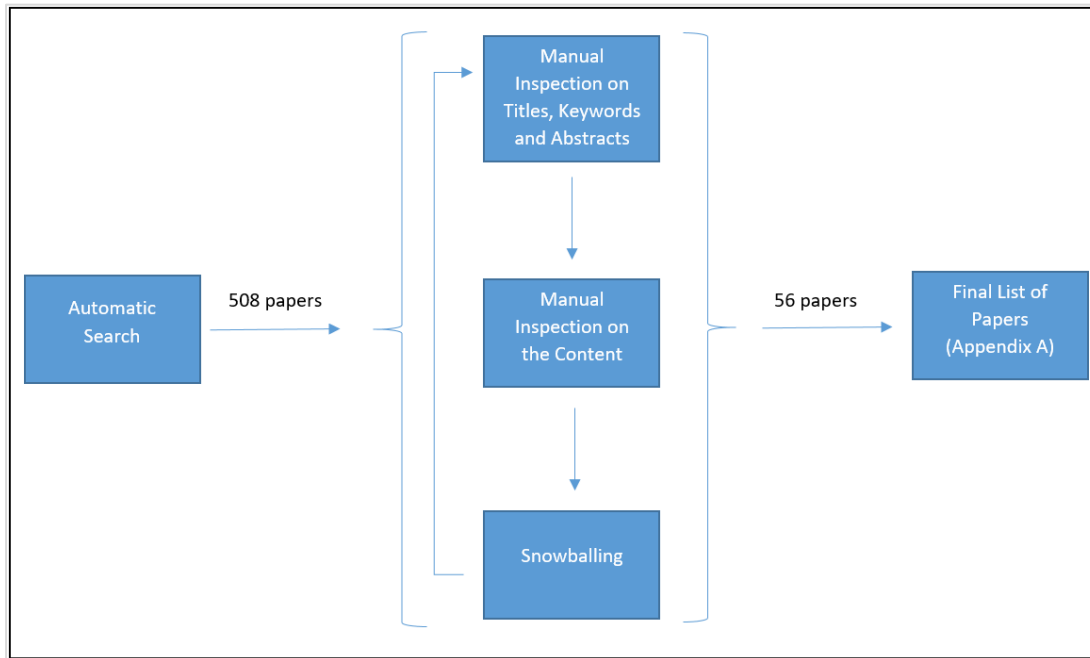 Automatic
Search
508 papers
Manual
Inspection on
Titles, Keywords
and Abstracts
Manual
Inspection on
the Content
Snowballing
56 papers
Final List of
Papers
(Appendix A)